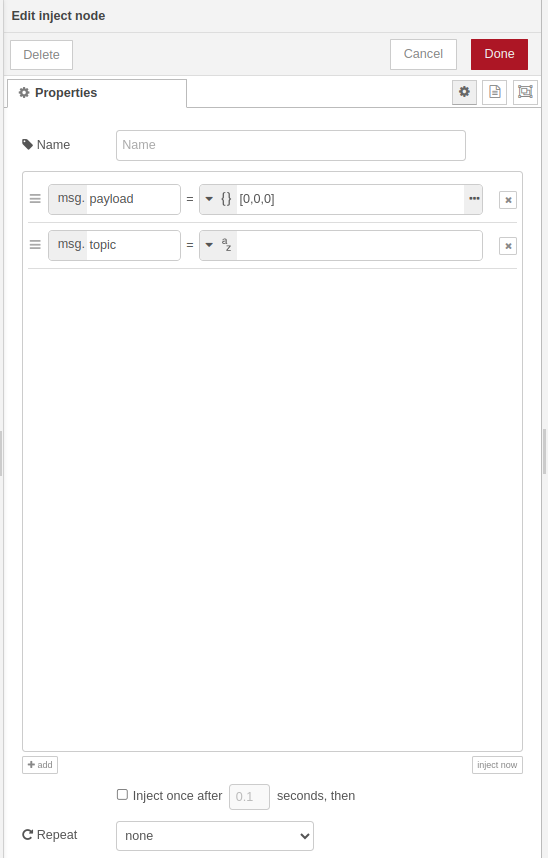 Edit inject node
Delete
Cancel
Done
Properties
Name
Name
msg. payload = {} [0,0,0] •••
msg. topic = az
add
inject now
Inject once after 0.1 seconds, then
Repeat
none